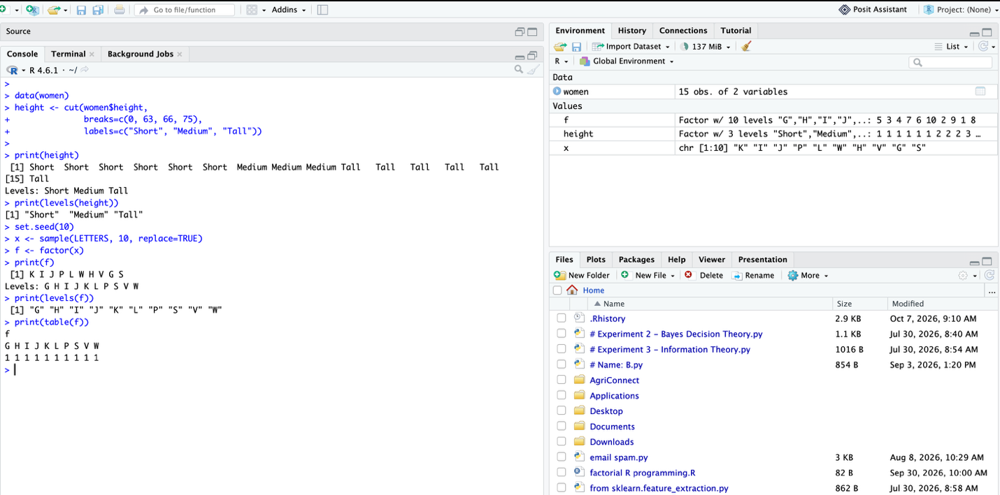 Go to file/function Addins Posit Assistant Project: (None)
Source
Console Terminal Background Jobs
R 4.6.1 · ~/
>
> data(women)
> height <- cut(women$height,
+               breaks=c(0, 63, 66, 75),
+               labels=c("Short", "Medium", "Tall"))
>
> print(height)
 [1] Short  Short  Short  Short  Short  Short  Medium Medium Medium Tall   Tall   Tall   Tall   Tall
[15] Tall
Levels: Short Medium Tall
> print(levels(height))
[1] "Short"  "Medium" "Tall"
> set.seed(10)
> x <- sample(LETTERS, 10, replace=TRUE)
> f <- factor(x)
> print(f)
 [1] K I J P L W H V G S
Levels: G H I J K L P S V W
> print(levels(f))
 [1] "G" "H" "I" "J" "K" "L" "P" "S" "V" "W"
> print(table(f))
f
G H I J K L P S V W
1 1 1 1 1 1 1 1 1 1
>
Environment History Connections Tutorial
Import Dataset 137 MiB List
R Global Environment
Data
women 15 obs. of 2 variables
Values
f Factor w/ 10 levels "G","H","I","J",..: 5 3 4 7 6 10 2 9 1 8
height Factor w/ 3 levels "Short","Medium",..: 1 1 1 1 1 1 2 2 2 3 …
x chr [1:10] "K" "I" "J" "P" "L" "W" "H" "V" "G" "S"
Files Plots Packages Help Viewer Presentation
New Folder New File Delete Rename More
Home ...
Name Size Modified
.Rhistory 2.9 KB Oct 7, 2026, 9:10 AM
# Experiment 2 - Bayes Decision Theory.py 1.1 KB Jul 30, 2026, 8:40 AM
# Experiment 3 - Information Theory.py 1016 B Jul 30, 2026, 8:54 AM
# Name: B.py 854 B Sep 3, 2026, 1:20 PM
AgriConnect
Applications
Desktop
Documents
Downloads
email spam.py 3 KB Aug 8, 2026, 10:29 AM
factorial R programming.R 82 B Sep 30, 2026, 10:00 AM
from sklearn.feature_extraction.py 862 B Jul 30, 2026, 8:58 AM